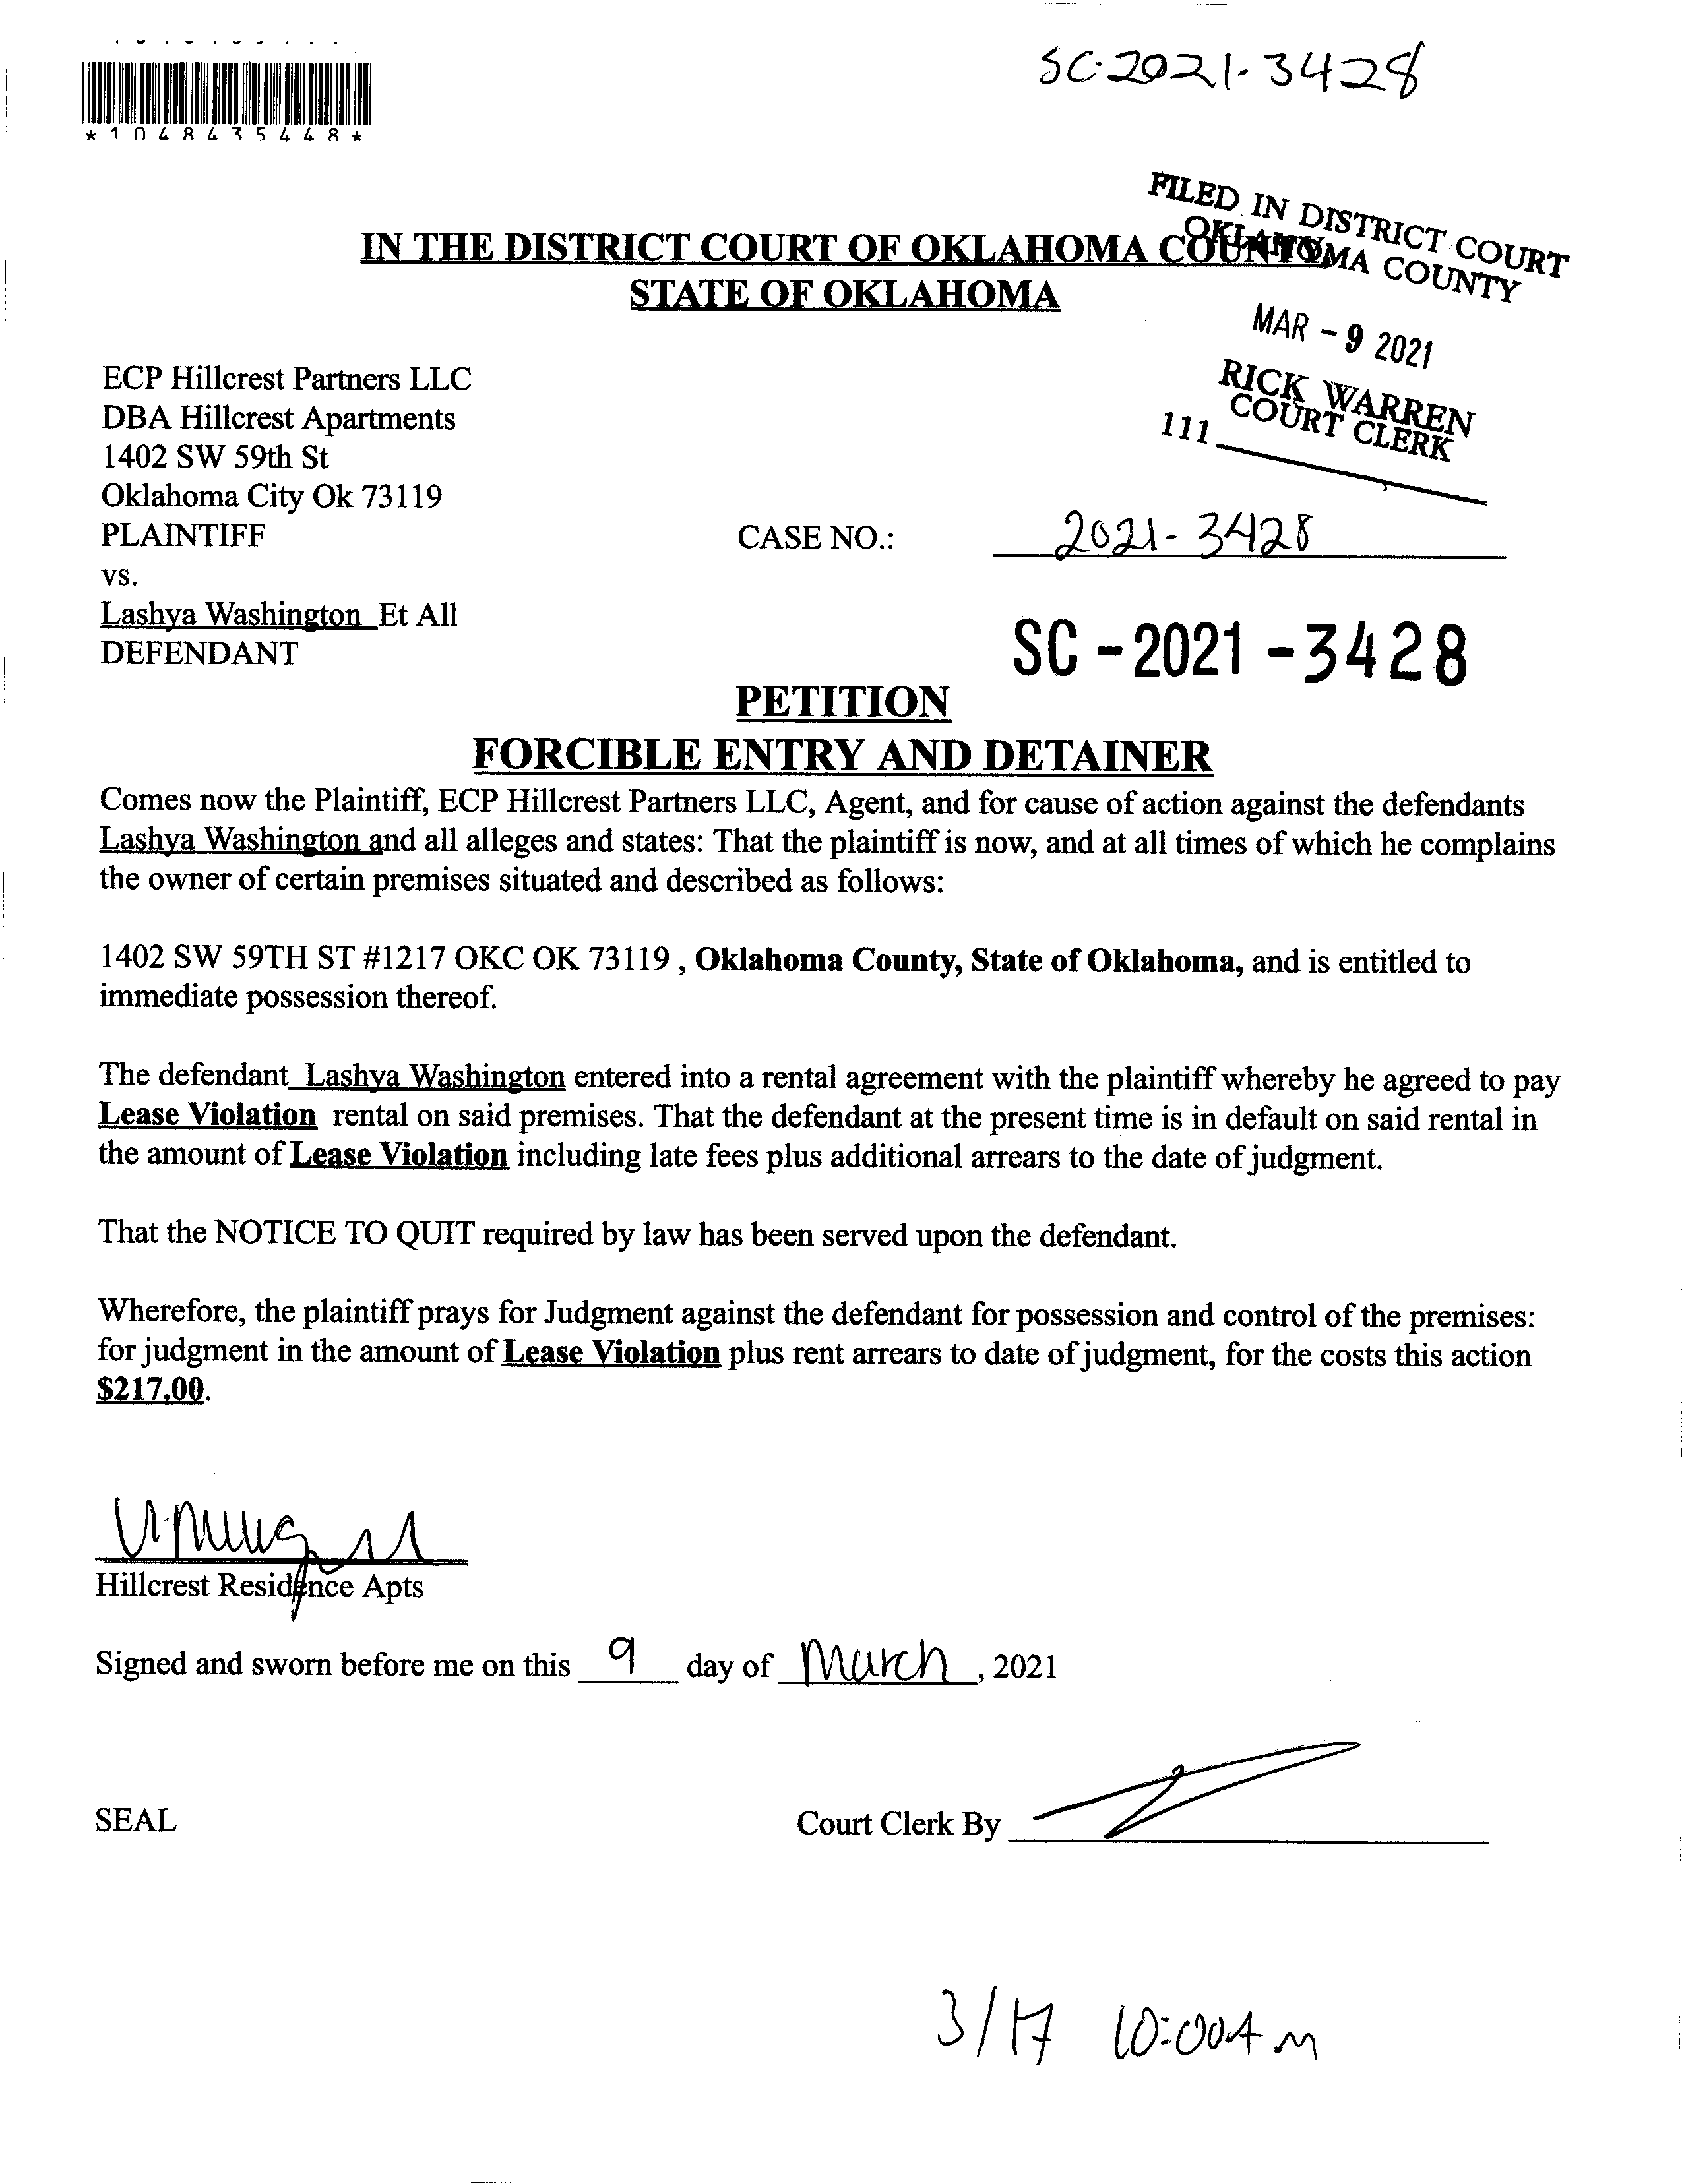 SC-2021-3428
*1048435448*
FILED IN DISTRICT COURT
OKLAHOMA COUNTY
IN THE DISTRICT COURT OF OKLAHOMA COUNTY
STATE OF OKLAHOMA
MAR - 9 2021
RICK WARREN
COURT CLERK
111
ECP Hillcrest Partners LLC
DBA Hillcrest Apartments
1402 SW 59th St
Oklahoma City Ok 73119
PLAINTIFF
CASE NO.: 2021-3428
vs.
Lashya Washington Et All
DEFENDANT
SC - 2021 - 3428
PETITION
FORCIBLE ENTRY AND DETAINER
Comes now the Plaintiff, ECP Hillcrest Partners LLC, Agent, and for cause of action against the defendants
Lashya Washington and all alleges and states: That the plaintiff is now, and at all times of which he complains
the owner of certain premises situated and described as follows:
1402 SW 59TH ST #1217 OKC OK 73119 , Oklahoma County, State of Oklahoma, and is entitled to
immediate possession thereof.
The defendant Lashya Washington entered into a rental agreement with the plaintiff whereby he agreed to pay
Lease Violation rental on said premises. That the defendant at the present time is in default on said rental in
the amount of Lease Violation including late fees plus additional arrears to the date of judgment.
That the NOTICE TO QUIT required by law has been served upon the defendant.
Wherefore, the plaintiff prays for Judgment against the defendant for possession and control of the premises:
for judgment in the amount of Lease Violation plus rent arrears to date of judgment, for the costs this action
$217.00.
Hillcrest Residence Apts
Signed and sworn before me on this 9 day of March , 2021
SEAL
Court Clerk By
3/17 10:00AM